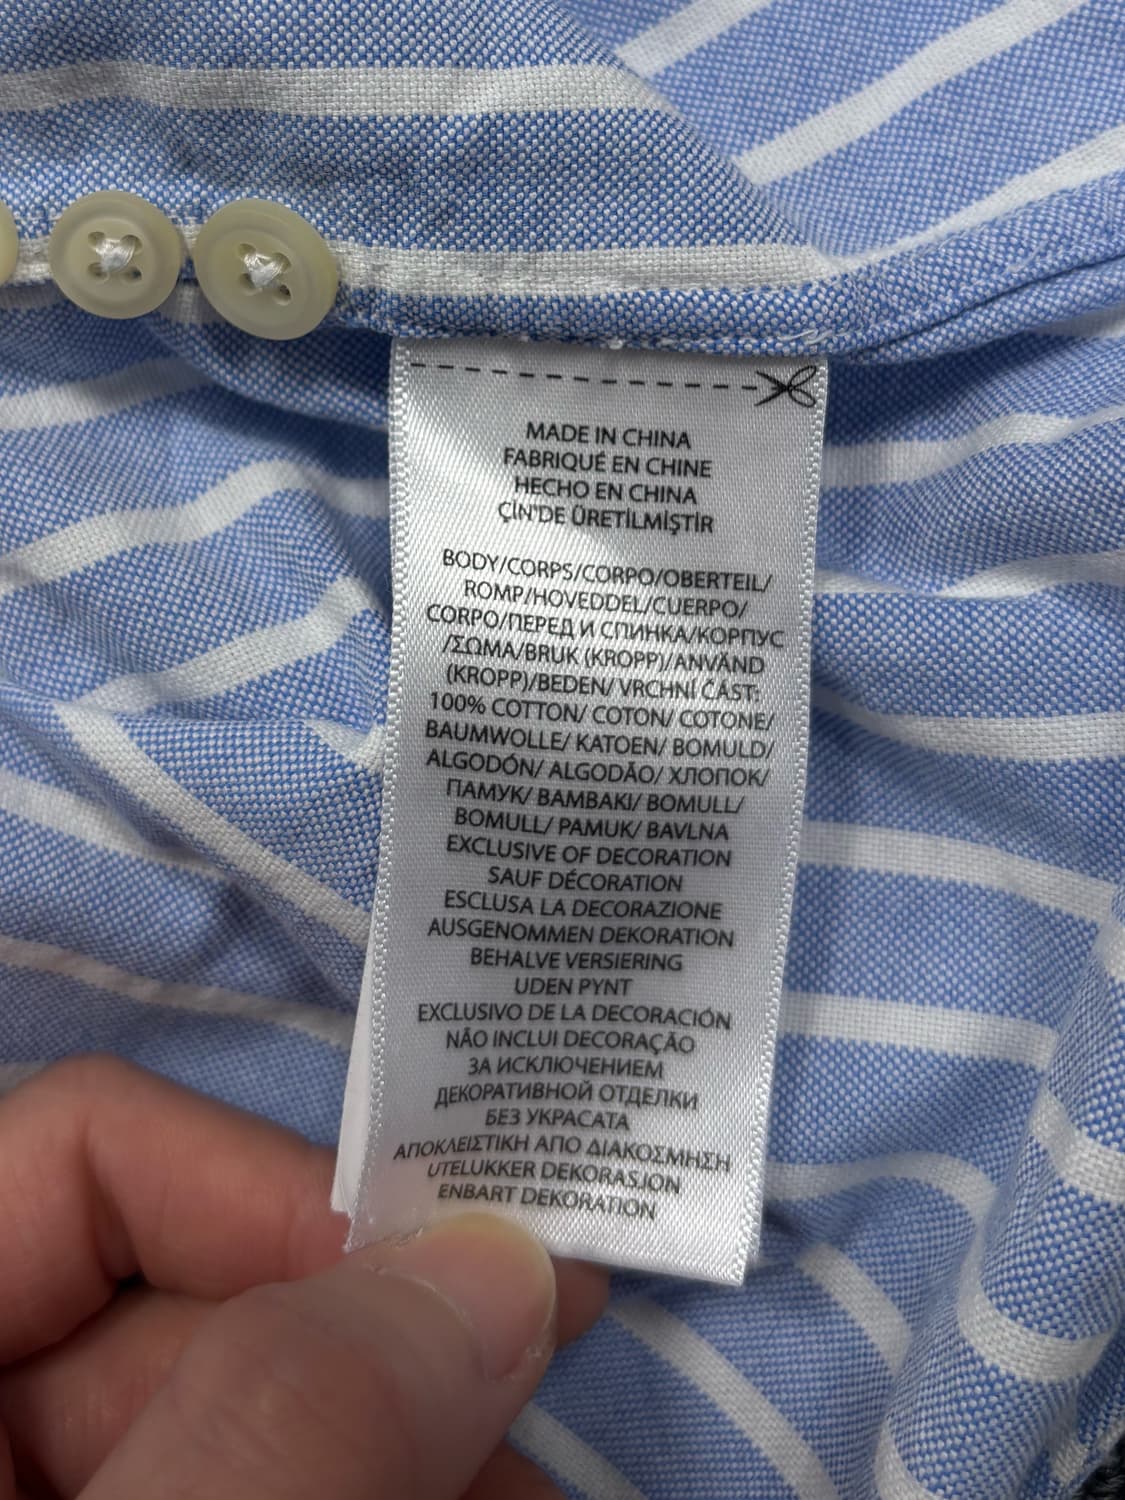 MADE IN CHINA
FABRIQUÉ EN CHINE
HECHO EN CHINA
ÇİN'DE ÜRETİLMİŞTİR
BODY/CORPS/CORPO/OBERTEIL/
ROMP/HOVEDDEL/CUERPO/
CORPO/ПЕРЕД И СПИНКА/КОРПУС
/ΣΩΜΑ/BRUK (KROPP)/ANVÄND
(KROPP)/BEDEN/ VRCHNÍ ČÁST:
100% COTTON/ COTON/ COTONE/
BAUMWOLLE/ KATOEN/ BOMULD/
ALGODÓN/ ALGODÃO/ ХЛОПОК/
ПАМУК/ BAMBAKI/ BOMULL/
BOMULL/ PAMUK/ BAVLNA
EXCLUSIVE OF DECORATION
SAUF DÉCORATION
ESCLUSA LA DECORAZIONE
AUSGENOMMEN DEKORATION
BEHALVE VERSIERING
UDEN PYNT
EXCLUSIVO DE LA DECORACIÓN
NÃO INCLUI DECORAÇÃO
ЗА ИСКЛЮЧЕНИЕМ
ДЕКОРАТИВНОЙ ОТДЕЛКИ
БЕЗ УКРАСАТА
ΑΠΟΚΛΕΙΣΤΙΚΗ ΑΠΟ ΔΙΑΚΟΣΜΗΣΗ
UTELUKKER DEKORASJON
ENBART DEKORATION